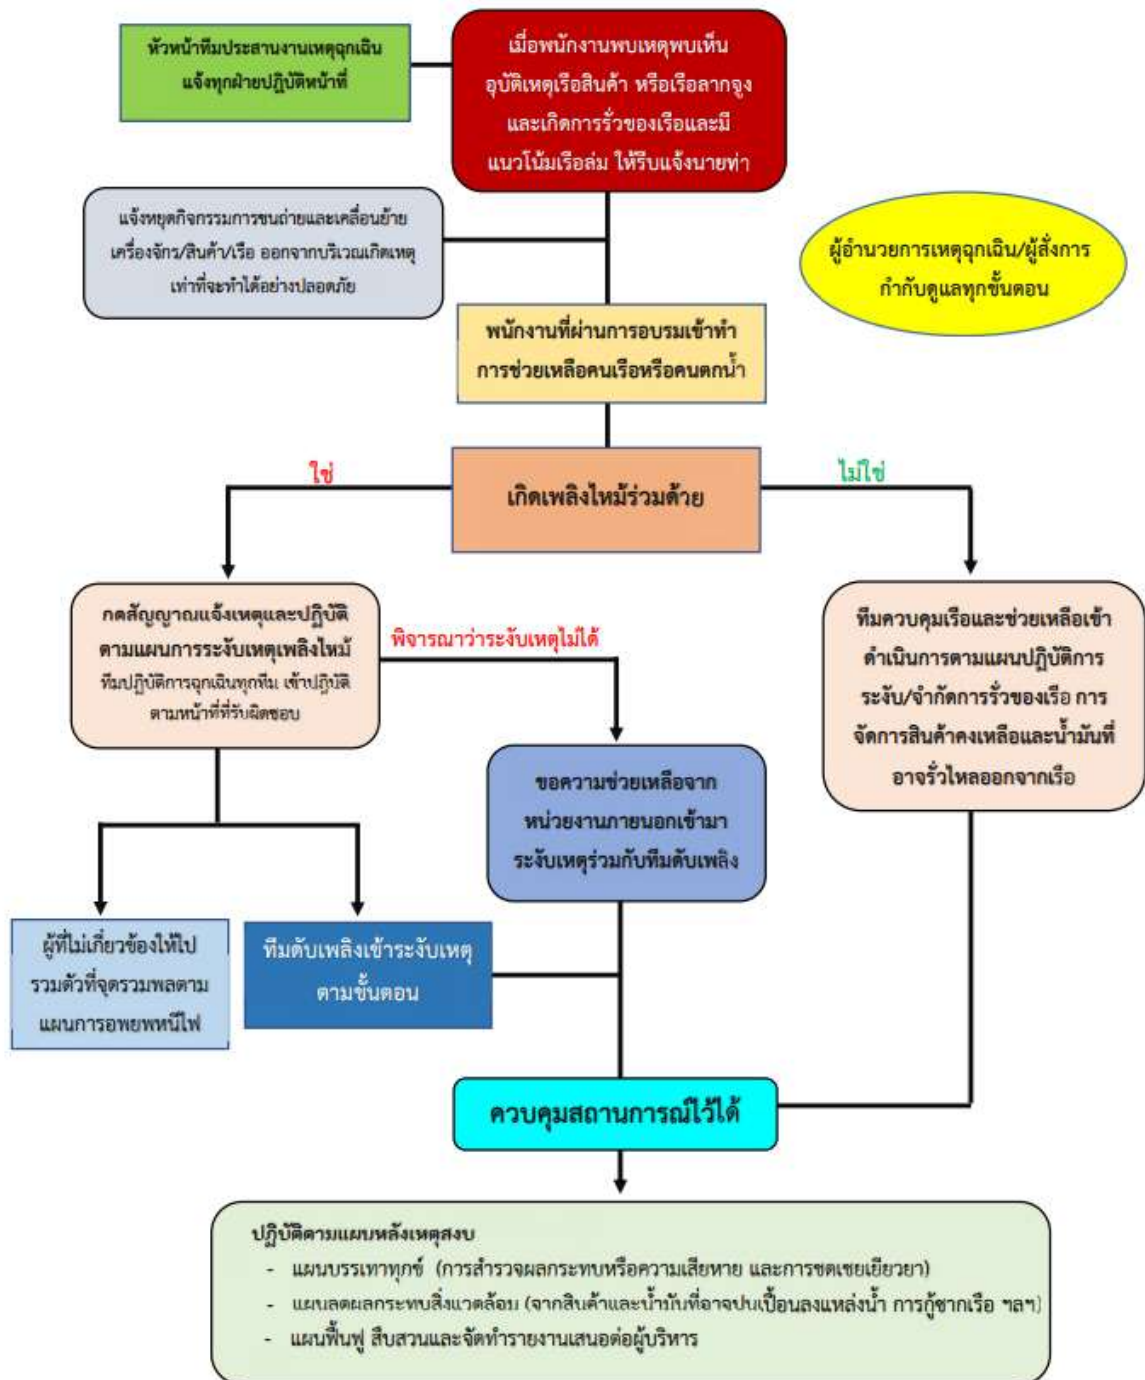 หัวหน้าทีมประสานงานเหตุฉุกเฉิน
แจ้งทุกฝ่ายปฏิบัติหน้าที่
เมื่อพนักงานพบเหตุพบเห็น
อุบัติเหตุเรือสินค้า หรือเรือลากจูง
และเกิดการรั่วของเรือและมี
แนวโน้มเรือล่ม ให้รีบแจ้งนายท่า
แจ้งหยุดกิจกรรมการขนถ่ายและเคลื่อนย้าย
เครื่องจักร/สินค้า/เรือ ออกจากบริเวณเกิดเหตุ
เท่าที่จะทำได้อย่างปลอดภัย
ผู้อำนวยการเหตุฉุกเฉิน/ผู้สั่งการ
กำกับดูแลทุกขั้นตอน
พนักงานที่ผ่านการอบรมเข้าทำ
การช่วยเหลือคนเรือหรือคนตกน้ำ
ใช่
เกิดเพลิงไหม้ร่วมด้วย
ไม่ใช่
กดสัญญาณแจ้งเหตุและปฏิบัติ
ตามแผนการระงับเหตุเพลิงไหม้
ทีมปฏิบัติการฉุกเฉินทุกทีม เข้าปฏิบัติ
ตามหน้าที่ที่รับผิดชอบ
พิจารณาว่าระงับเหตุไม่ได้
ทีมควบคุมเรือและช่วยเหลือเข้า
ดำเนินการตามแผนปฏิบัติการ
ระงับ/จำกัดการรั่วของเรือ การ
จัดการสินค้าคงเหลือและน้ำมันที่
อาจรั่วไหลออกจากเรือ
ขอความช่วยเหลือจาก
หน่วยงานภายนอกเข้ามา
ระงับเหตุร่วมกับทีมดับเพลิง
ผู้ที่ไม่เกี่ยวข้องให้ไป
รวมตัวที่จุดรวมพลตาม
แผนการอพยพหนีไฟ
ทีมดับเพลิงเข้าระงับเหตุ
ตามขั้นตอน
ควบคุมสถานการณ์ไว้ได้
ปฏิบัติตามแผนหลังเหตุสงบ
- แผนบรรเทาทุกข์ (การสำรวจผลกระทบหรือความเสียหาย และการชดเชยเยียวยา)
- แผนลดผลกระทบสิ่งแวดล้อม (จากสินค้าและน้ำมันที่อาจปนเปื้อนลงแหล่งน้ำ การกู้ซากเรือ ฯลฯ)
- แผนฟื้นฟู สืบสวนและจัดทำรายงานเสนอต่อผู้บริหาร